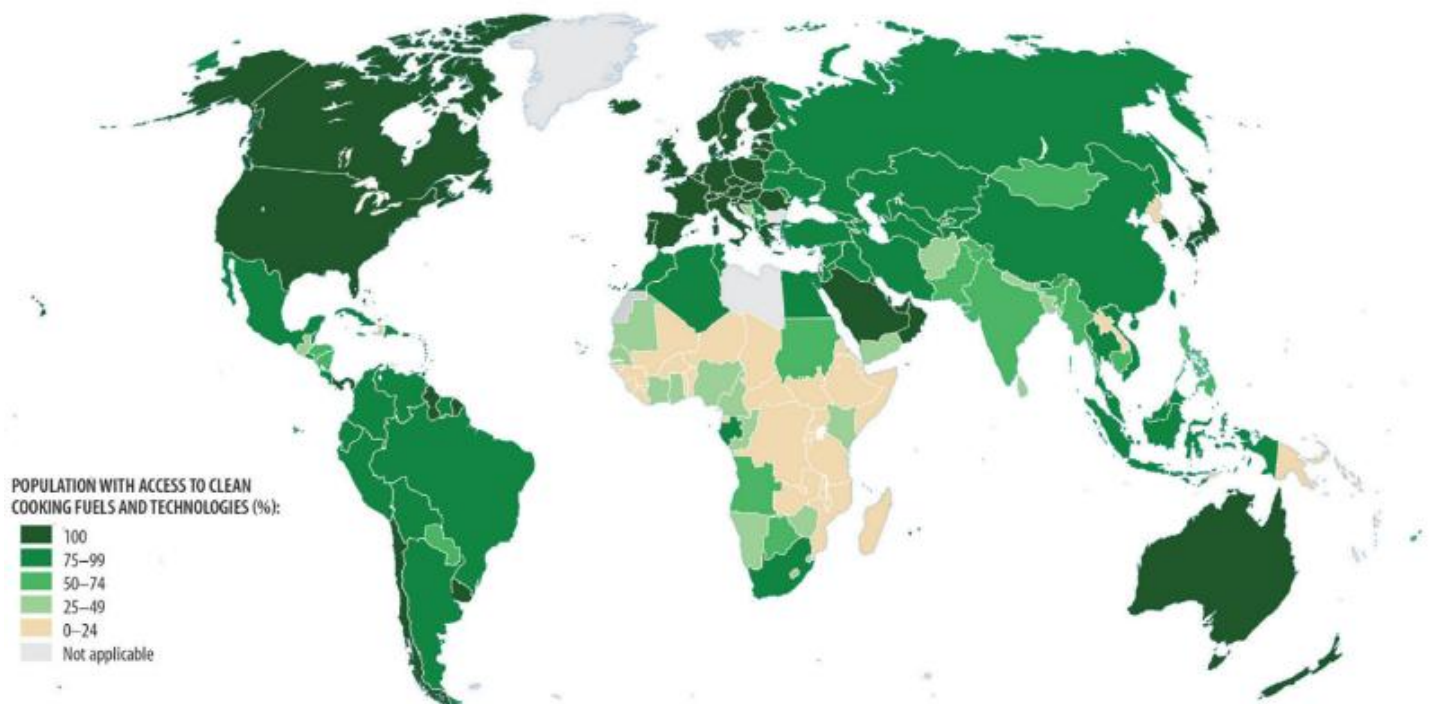 POPULATION WITH ACCESS TO CLEAN
COOKING FUELS AND TECHNOLOGIES (%):
100
75–99
50–74
25–49
0–24
Not applicable